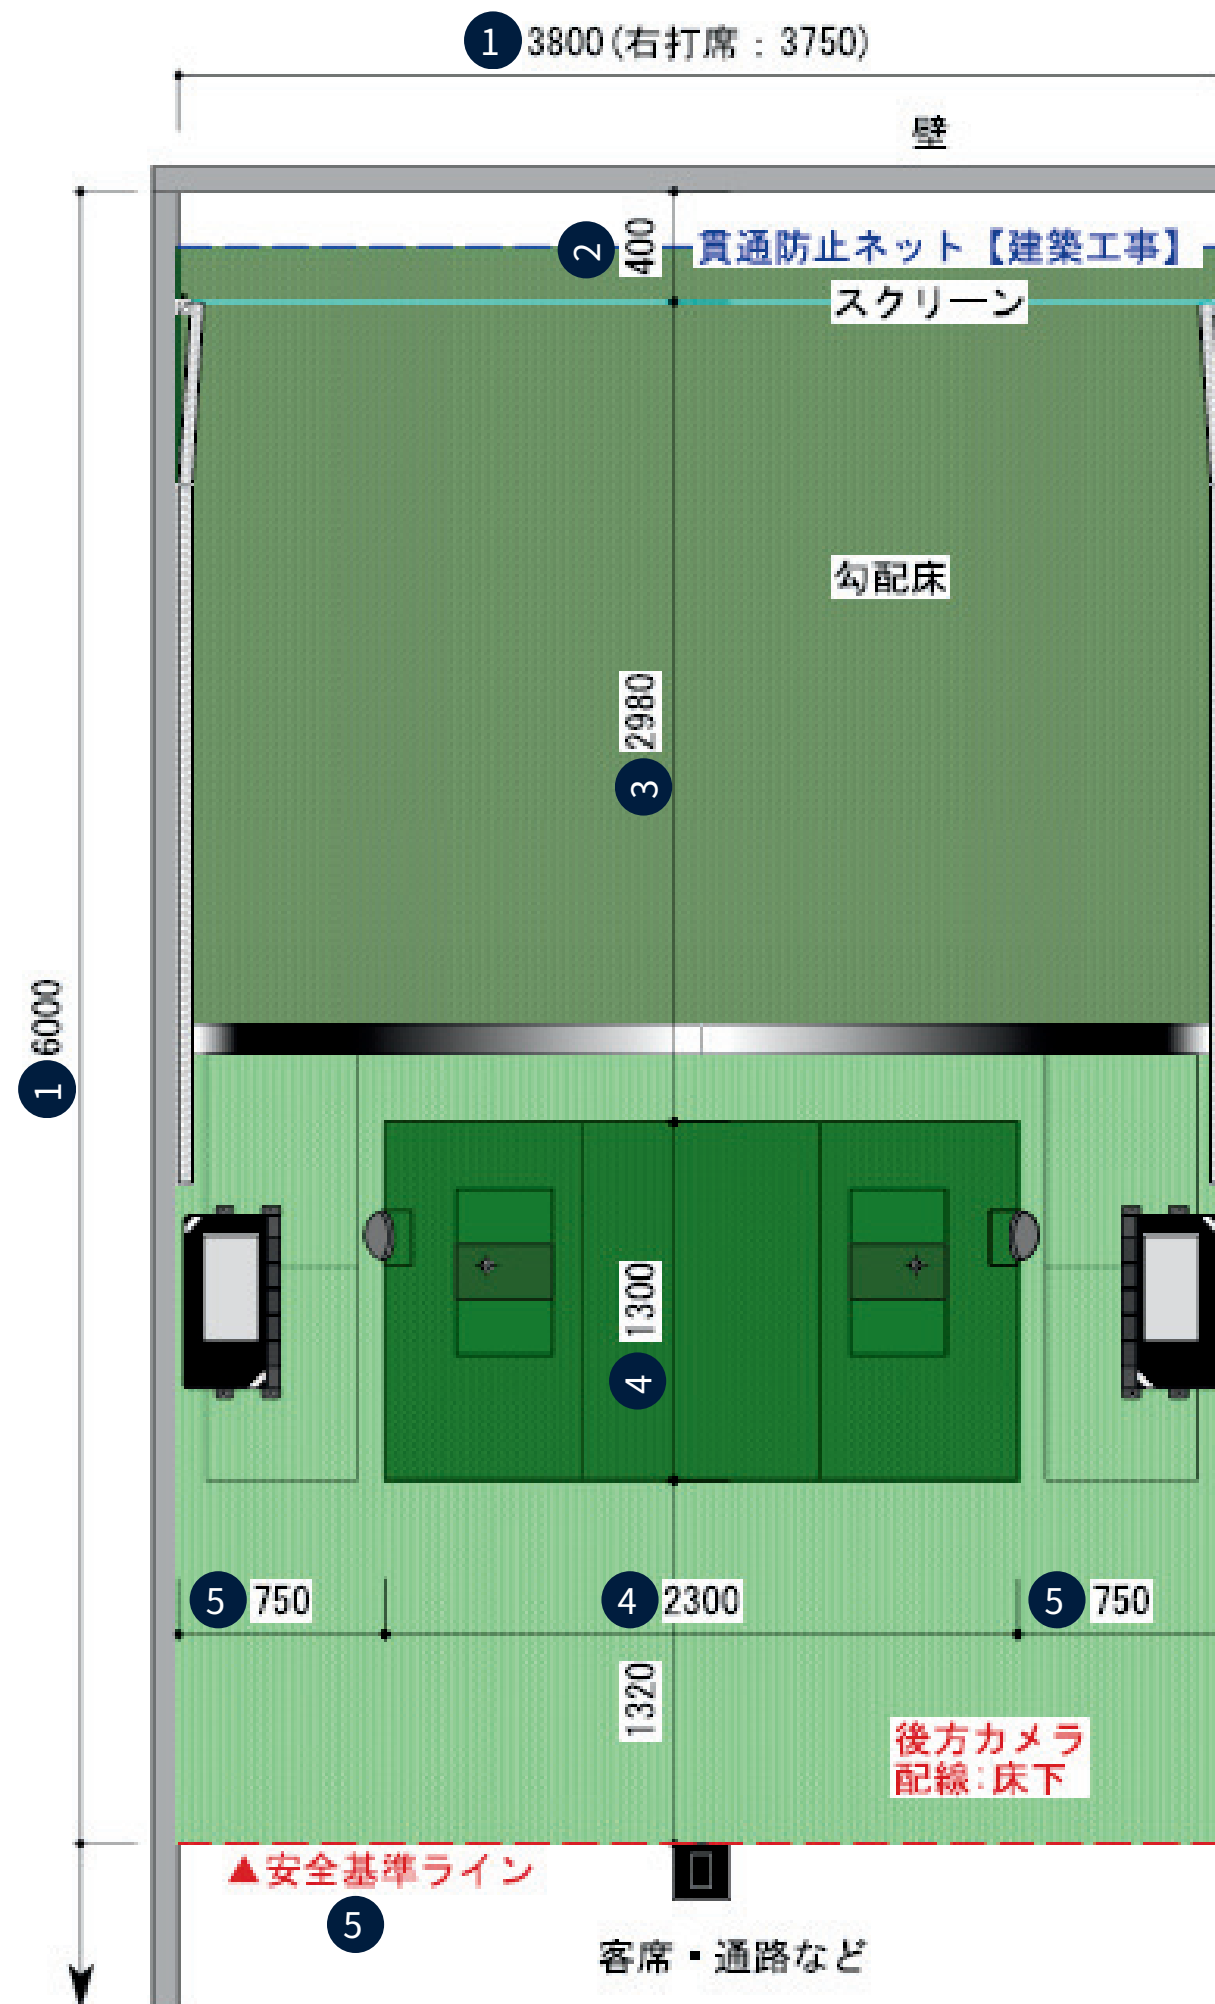 1 3800(右打席：3750)
壁
2 400
貫通防止ネット【建築工事】
スクリーン
勾配床
3 2980
1 6000
4 1300
5 750
4 2300
5 750
1320
後方カメラ
配線：床下
▲安全基準ライン
5
客席・通路など